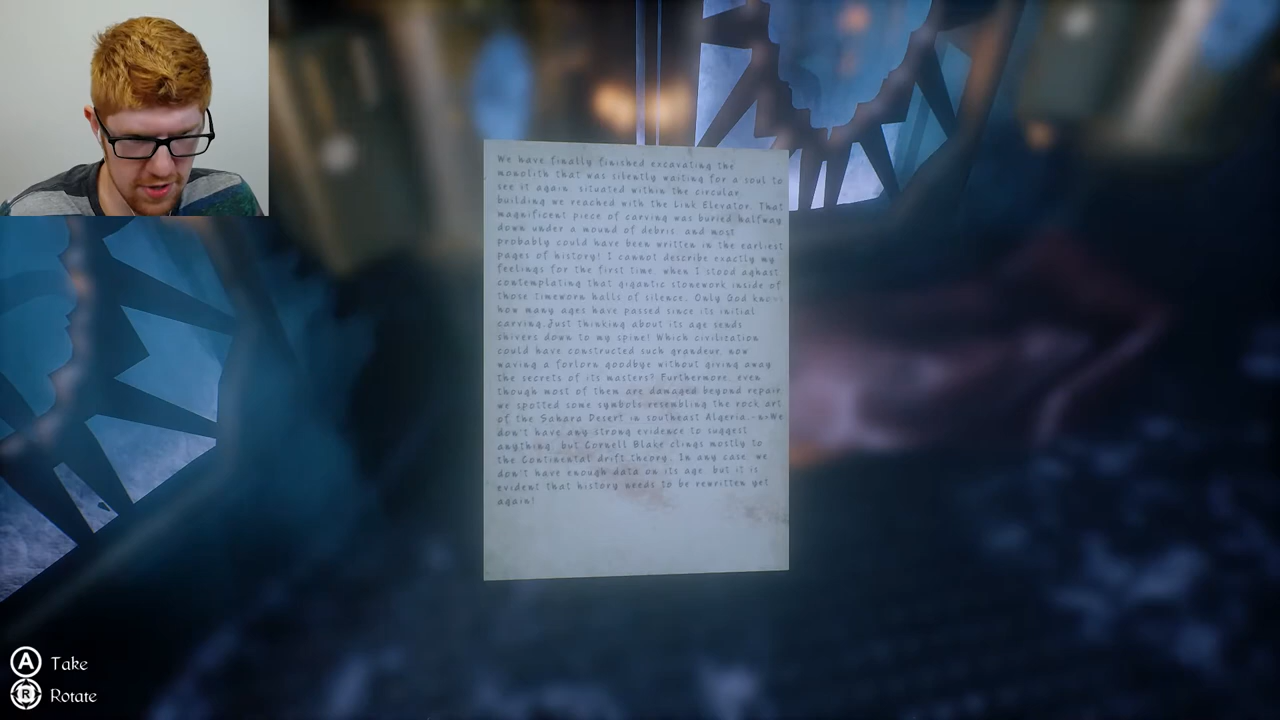 We have finally finished excavating the
monolith that was silently waiting for a soul to
see it again, situated within the circular
building we reached with the Link Elevator. That
magnificent piece of carving was buried halfway
down under a mound of debris, and most
probably could have been written in the earliest
pages of history! I cannot describe exactly my
feelings for the first time, when I stood aghast
contemplating that gigantic stonework inside of
those timeworn halls of silence. Only God knows
how many ages have passed since its initial
carving.Just thinking about its age sends
shivers down to my spine! Which civilization
could have constructed such grandeur, now
waving a forlorn goodbye without giving away
the secrets of its masters? Furthermore, even
though most of them are damaged beyond repair,
we spotted some symbols resembling the rock art
of the Sahara Desert in southeast Algeria.-n-We
don't have any strong evidence to suggest
anything, but Cornell Blake clings mostly to
the Continental drift theory. In any case, we
don't have enough data on its age, but it is
evident that history needs to be rewritten yet
again!
A Take
R Rotate